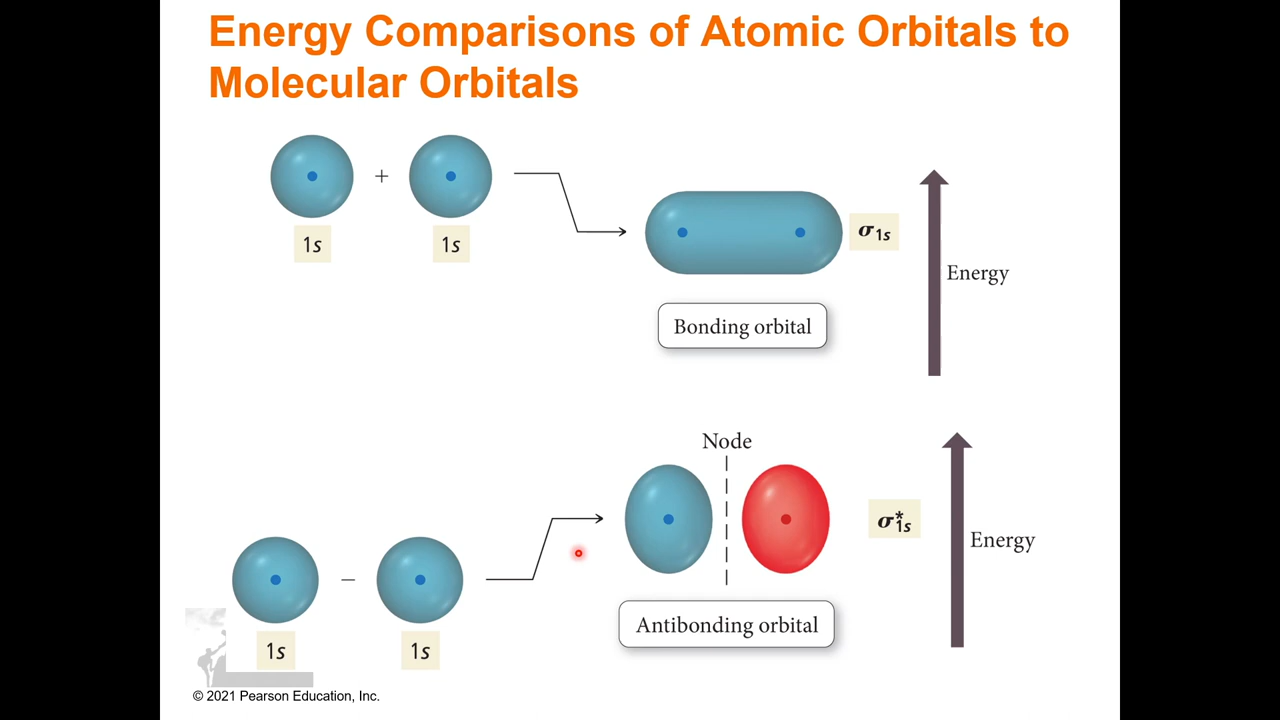 Energy Comparisons of Atomic Orbitals to
Molecular Orbitals
+
1s
1s
σ1s
Energy
Bonding orbital
Node
−
σ*1s
Energy
Antibonding orbital
1s
1s
© 2021 Pearson Education, Inc.